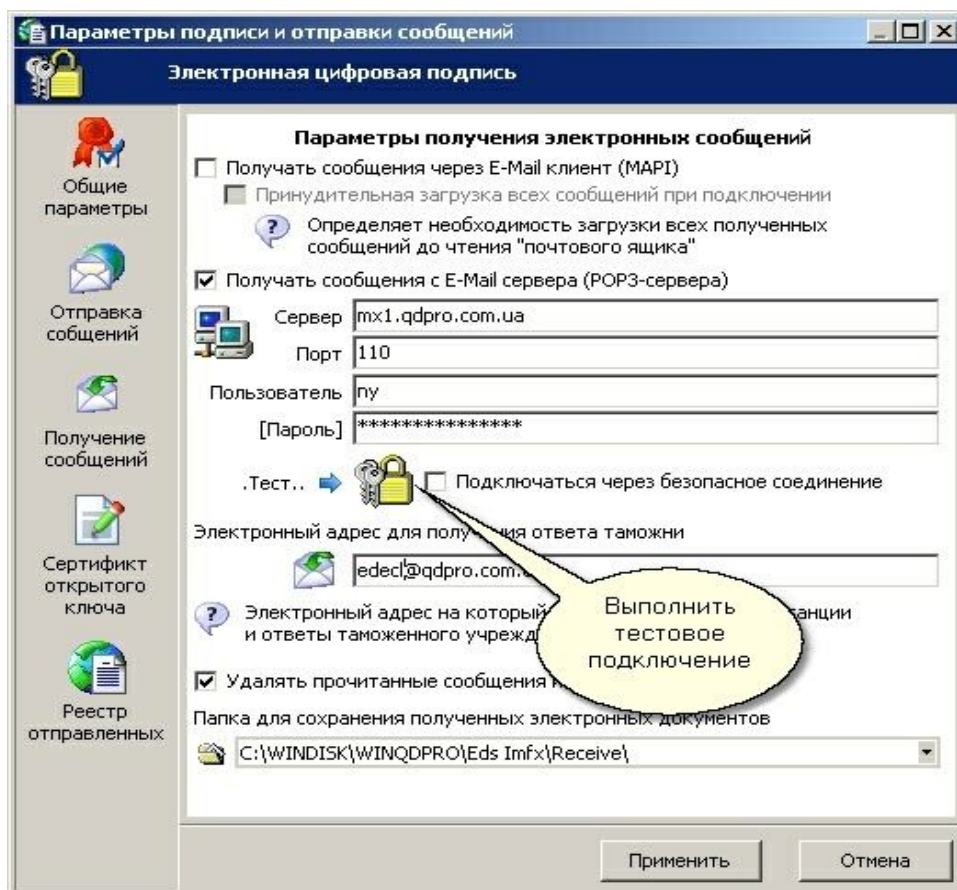 Параметры подписи и отправки сообщений
Электронная цифровая подпись
Общие
параметры
Отправка
собщений
Получение
сообщений
Сертификт
открытого
ключа
Реестр
отправленных
Параметры получения электронных сообщений
Получать сообщения через E-Mail клиент (MAPI)
Принудительная загрузка всех сообщений при подключении
Определяет необходимость загрузки всех полученных
сообщений до чтения "почтового ящика"
Получать сообщения с E-Mail сервера (POP3-сервера)
Сервер mx1.qdpro.com.ua
Порт 110
Пользователь ny
[Пароль] ***************
.Тест.. Подключаться через безопасное соединение
Электронный адрес для получения ответа таможни
edecl@qdpro.com.
Электронный адрес на который
и ответы таможенного
Выполнить
тестовое
подключение
Удалять прочитанные сообщения
Папка для сохранения полученных электронных документов
C:\WINDISK\WINQDPRO\Eds Imfx\Receive\
Применить Отмена